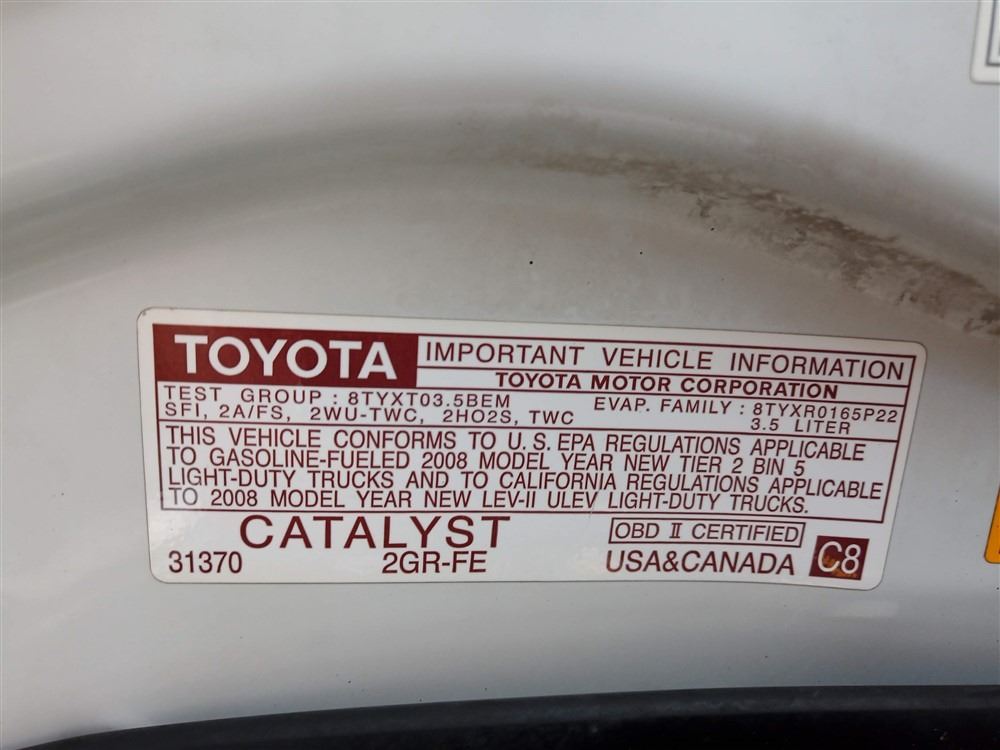 TOYOTA IMPORTANT VEHICLE INFORMATION
TOYOTA MOTOR CORPORATION
TEST GROUP : 8TYXT03.5BEM EVAP. FAMILY : 8TYXR0165P22
SFI, 2A/FS, 2WU-TWC, 2HO2S, TWC 3.5 LITER
THIS VEHICLE CONFORMS TO U.S. EPA REGULATIONS APPLICABLE
TO GASOLINE-FUELED 2008 MODEL YEAR NEW TIER 2 BIN 5
LIGHT-DUTY TRUCKS AND TO CALIFORNIA REGULATIONS APPLICABLE
TO 2008 MODEL YEAR NEW LEV-II ULEV LIGHT-DUTY TRUCKS.
CATALYST OBD II CERTIFIED
31370 2GR-FE USA&CANADA C8